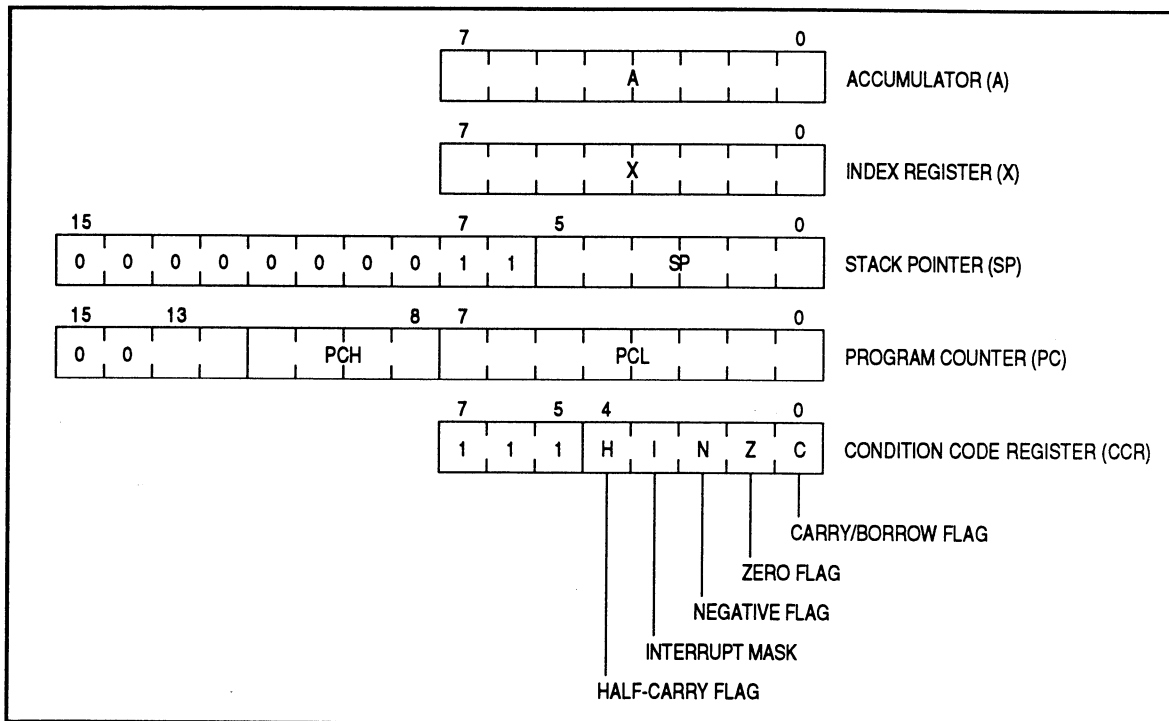 7 0
A ACCUMULATOR (A)
7 0
X INDEX REGISTER (X)
15 7 5 0
0 0 0 0 0 0 0 0 1 1 SP STACK POINTER (SP)
15 13 8 7 0
0 0 PCH PCL PROGRAM COUNTER (PC)
7 5 4 0
1 1 1 H I N Z C CONDITION CODE REGISTER (CCR)
CARRY/BORROW FLAG
ZERO FLAG
NEGATIVE FLAG
INTERRUPT MASK
HALF-CARRY FLAG